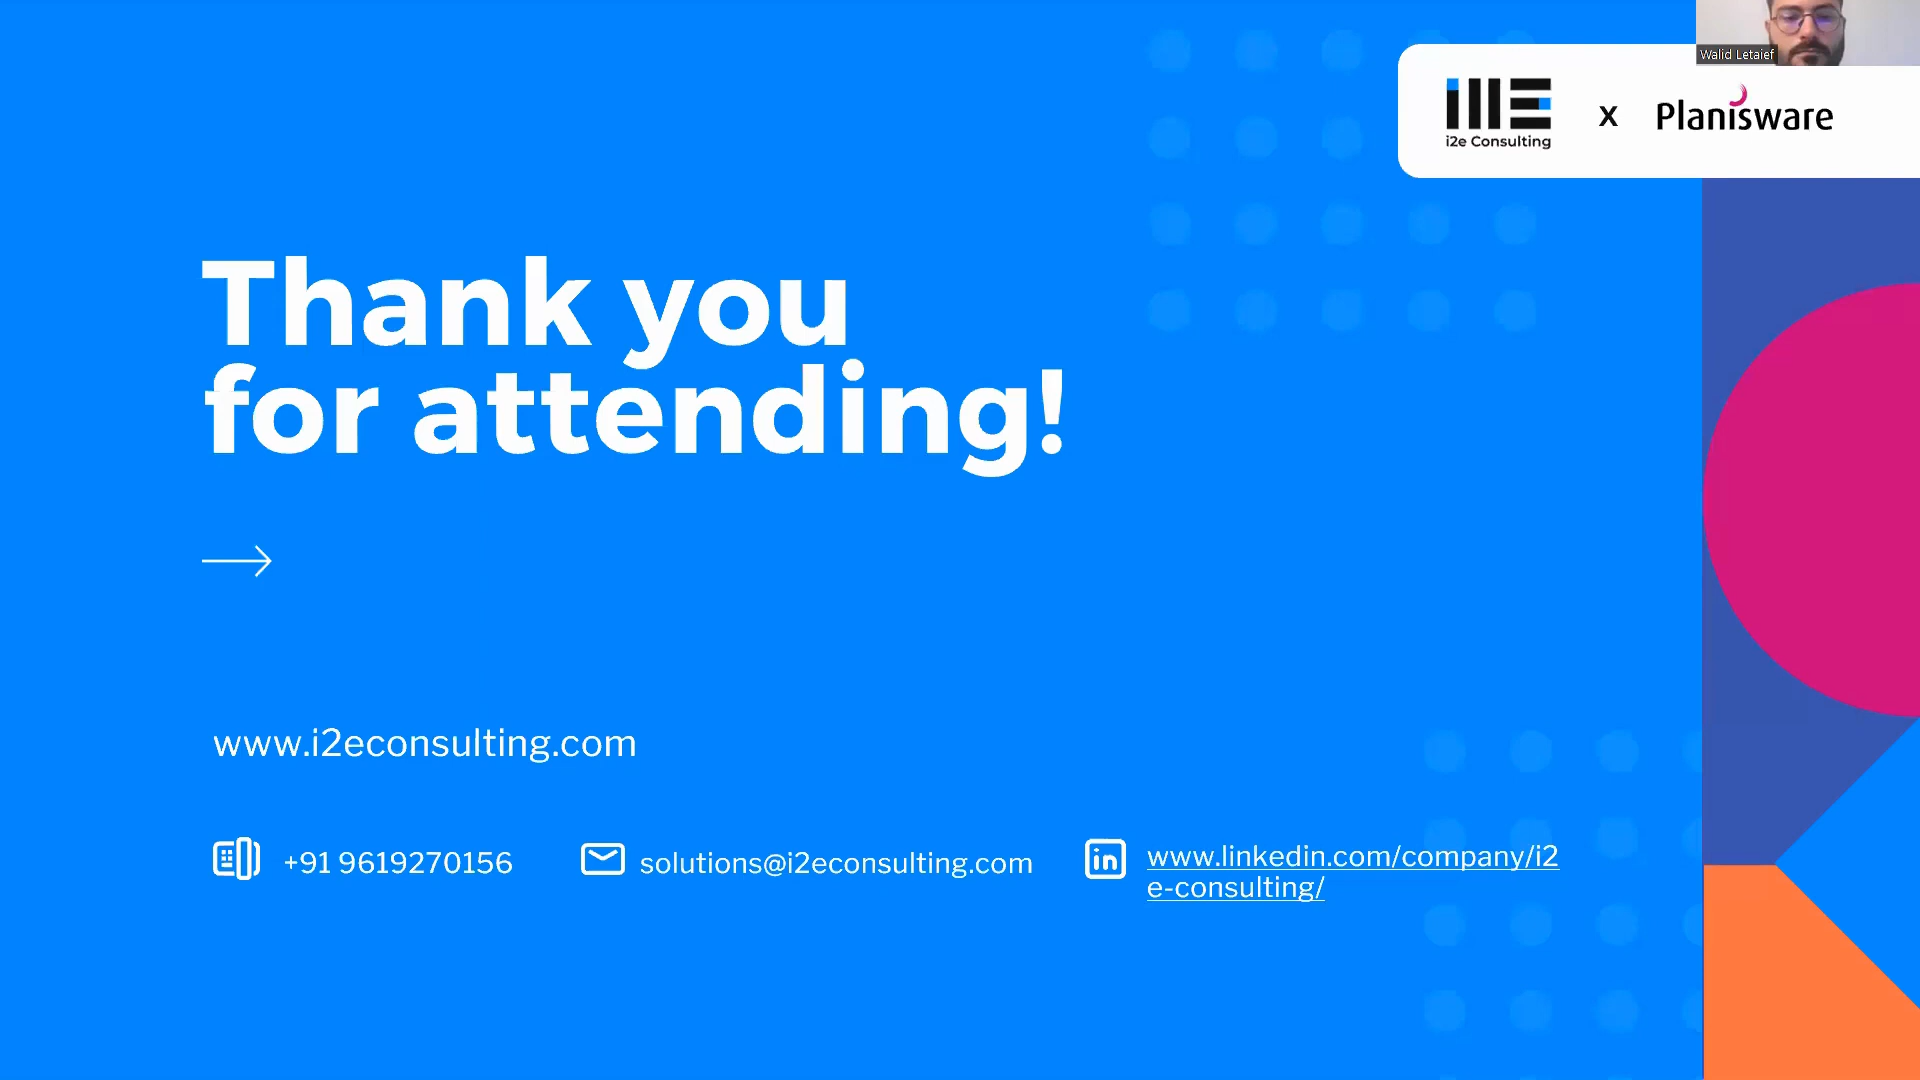 Walid Letaief
i2e Consulting
x
Planisware
Thank you
for attending!
www.i2econsulting.com
+91 9619270156
solutions@i2econsulting.com
www.linkedin.com/company/i2
e-consulting/